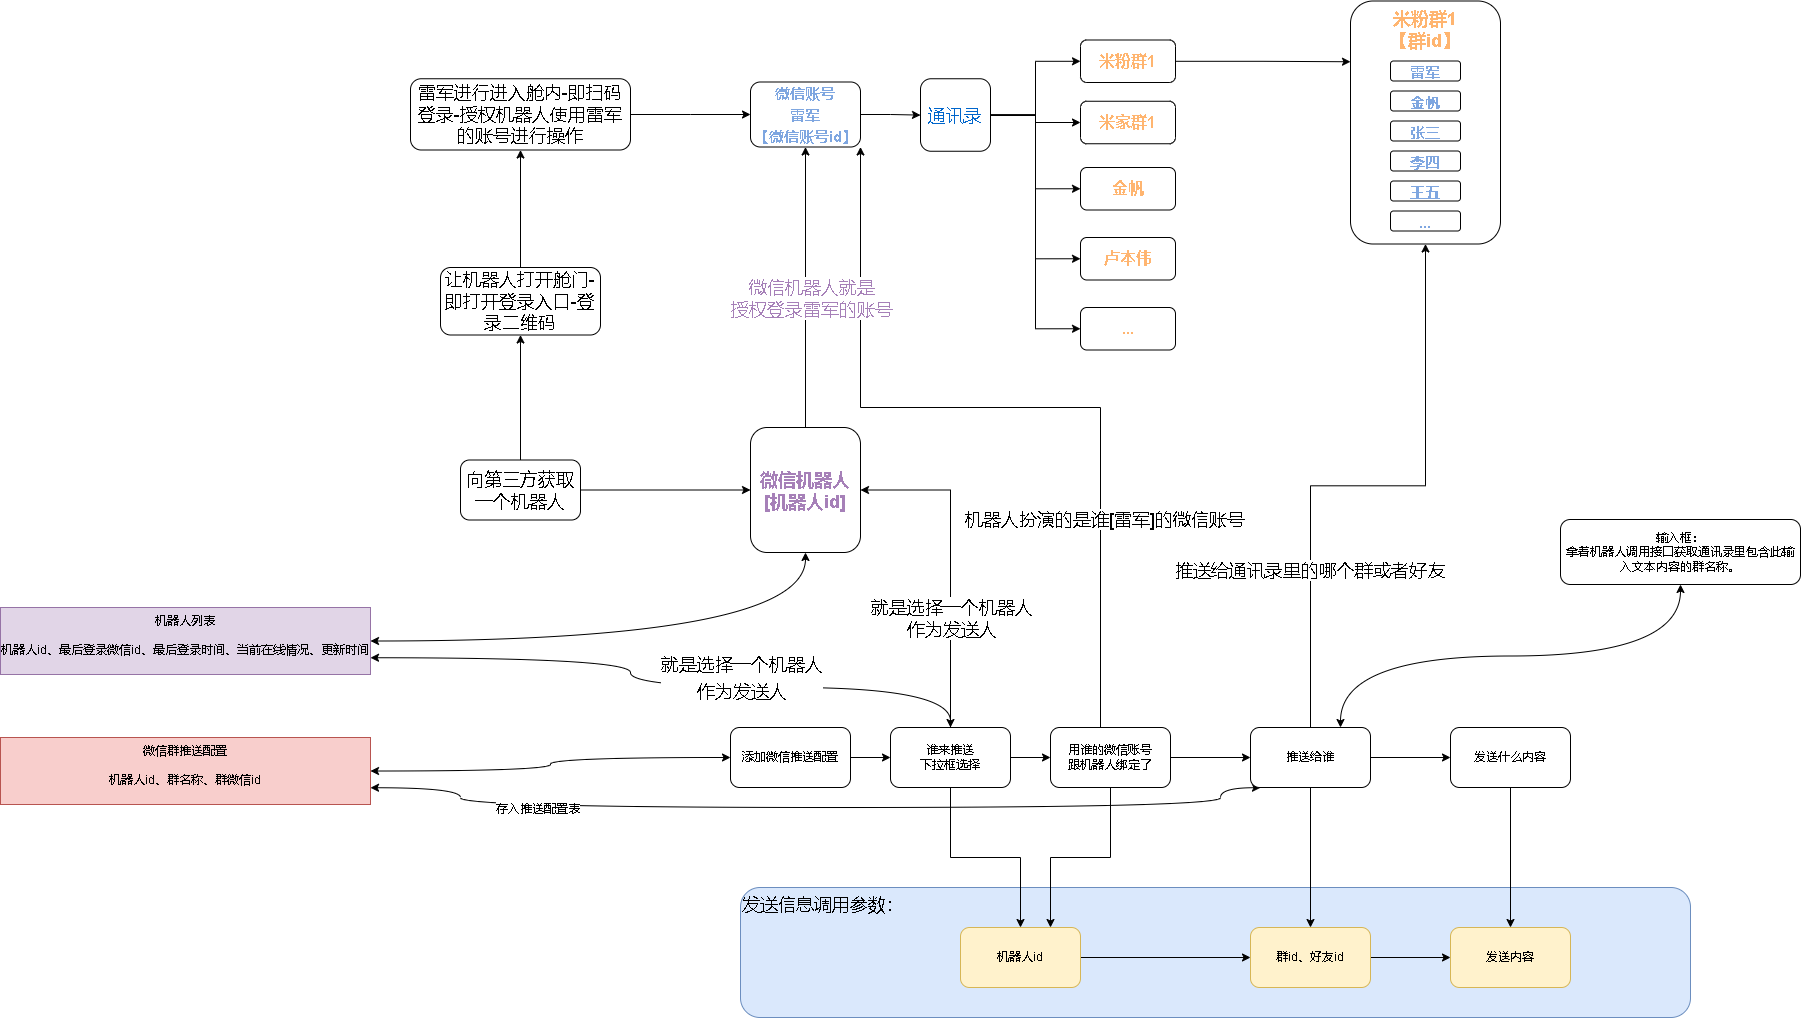 米粉群1
【群id】
雷军
金帆
张三
李四
王五
...
雷军进行进入舱内-即扫码
登录-授权机器人使用雷军
的账号进行操作
微信账号
雷军
【微信账号id】
通讯录
米粉群1
米家群1
金帆
卢本伟
...
让机器人打开舱门-
即打开登录入口-登
录二维码
微信机器人就是
授权登录雷军的账号
向第三方获取
一个机器人
微信机器人
[机器人id]
机器人扮演的是谁[雷军]的微信账号
推送给通讯录里的哪个群或者好友
输入框：
拿着机器人调用接口获取通讯录里包含此输
入文本内容的群名称。
就是选择一个机器人
作为发送人
机器人列表
机器人id、最后登录微信id、最后登录时间、当前在线情况、更新时间
就是选择一个机器人
作为发送人
微信群推送配置
机器人id、群名称、群微信id
添加微信推送配置
谁来推送
下拉框选择
用谁的微信账号
跟机器人绑定了
推送给谁
发送什么内容
存入推送配置表
发送信息调用参数：
机器人id
群id、好友id
发送内容